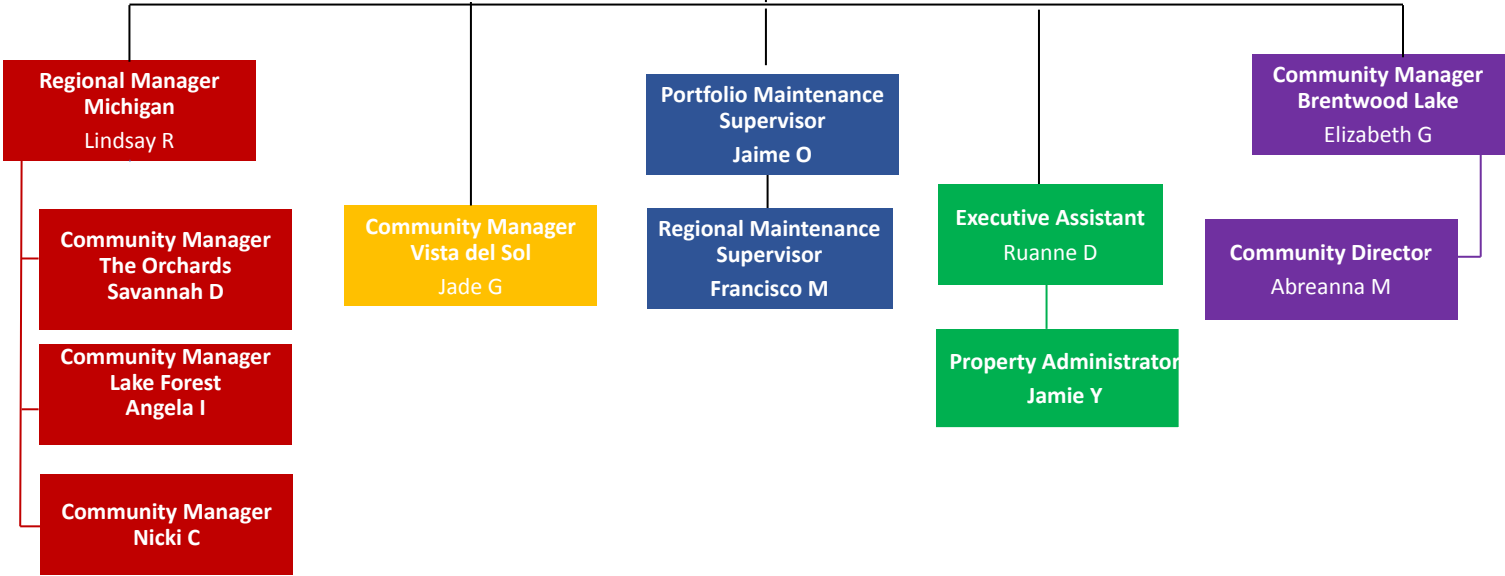 Regional Manager
Michigan
Lindsay R
Community Manager
The Orchards
Savannah D
Community Manager
Lake Forest
Angela I
Community Manager
Nicki C
Community Manager
Vista del Sol
Jade G
Portfolio Maintenance
Supervisor
Jaime O
Regional Maintenance
Supervisor
Francisco M
Executive Assistant
Ruanne D
Property Administrator
Jamie Y
Community Manager
Brentwood Lake
Elizabeth G
Community Director
Abreanna M